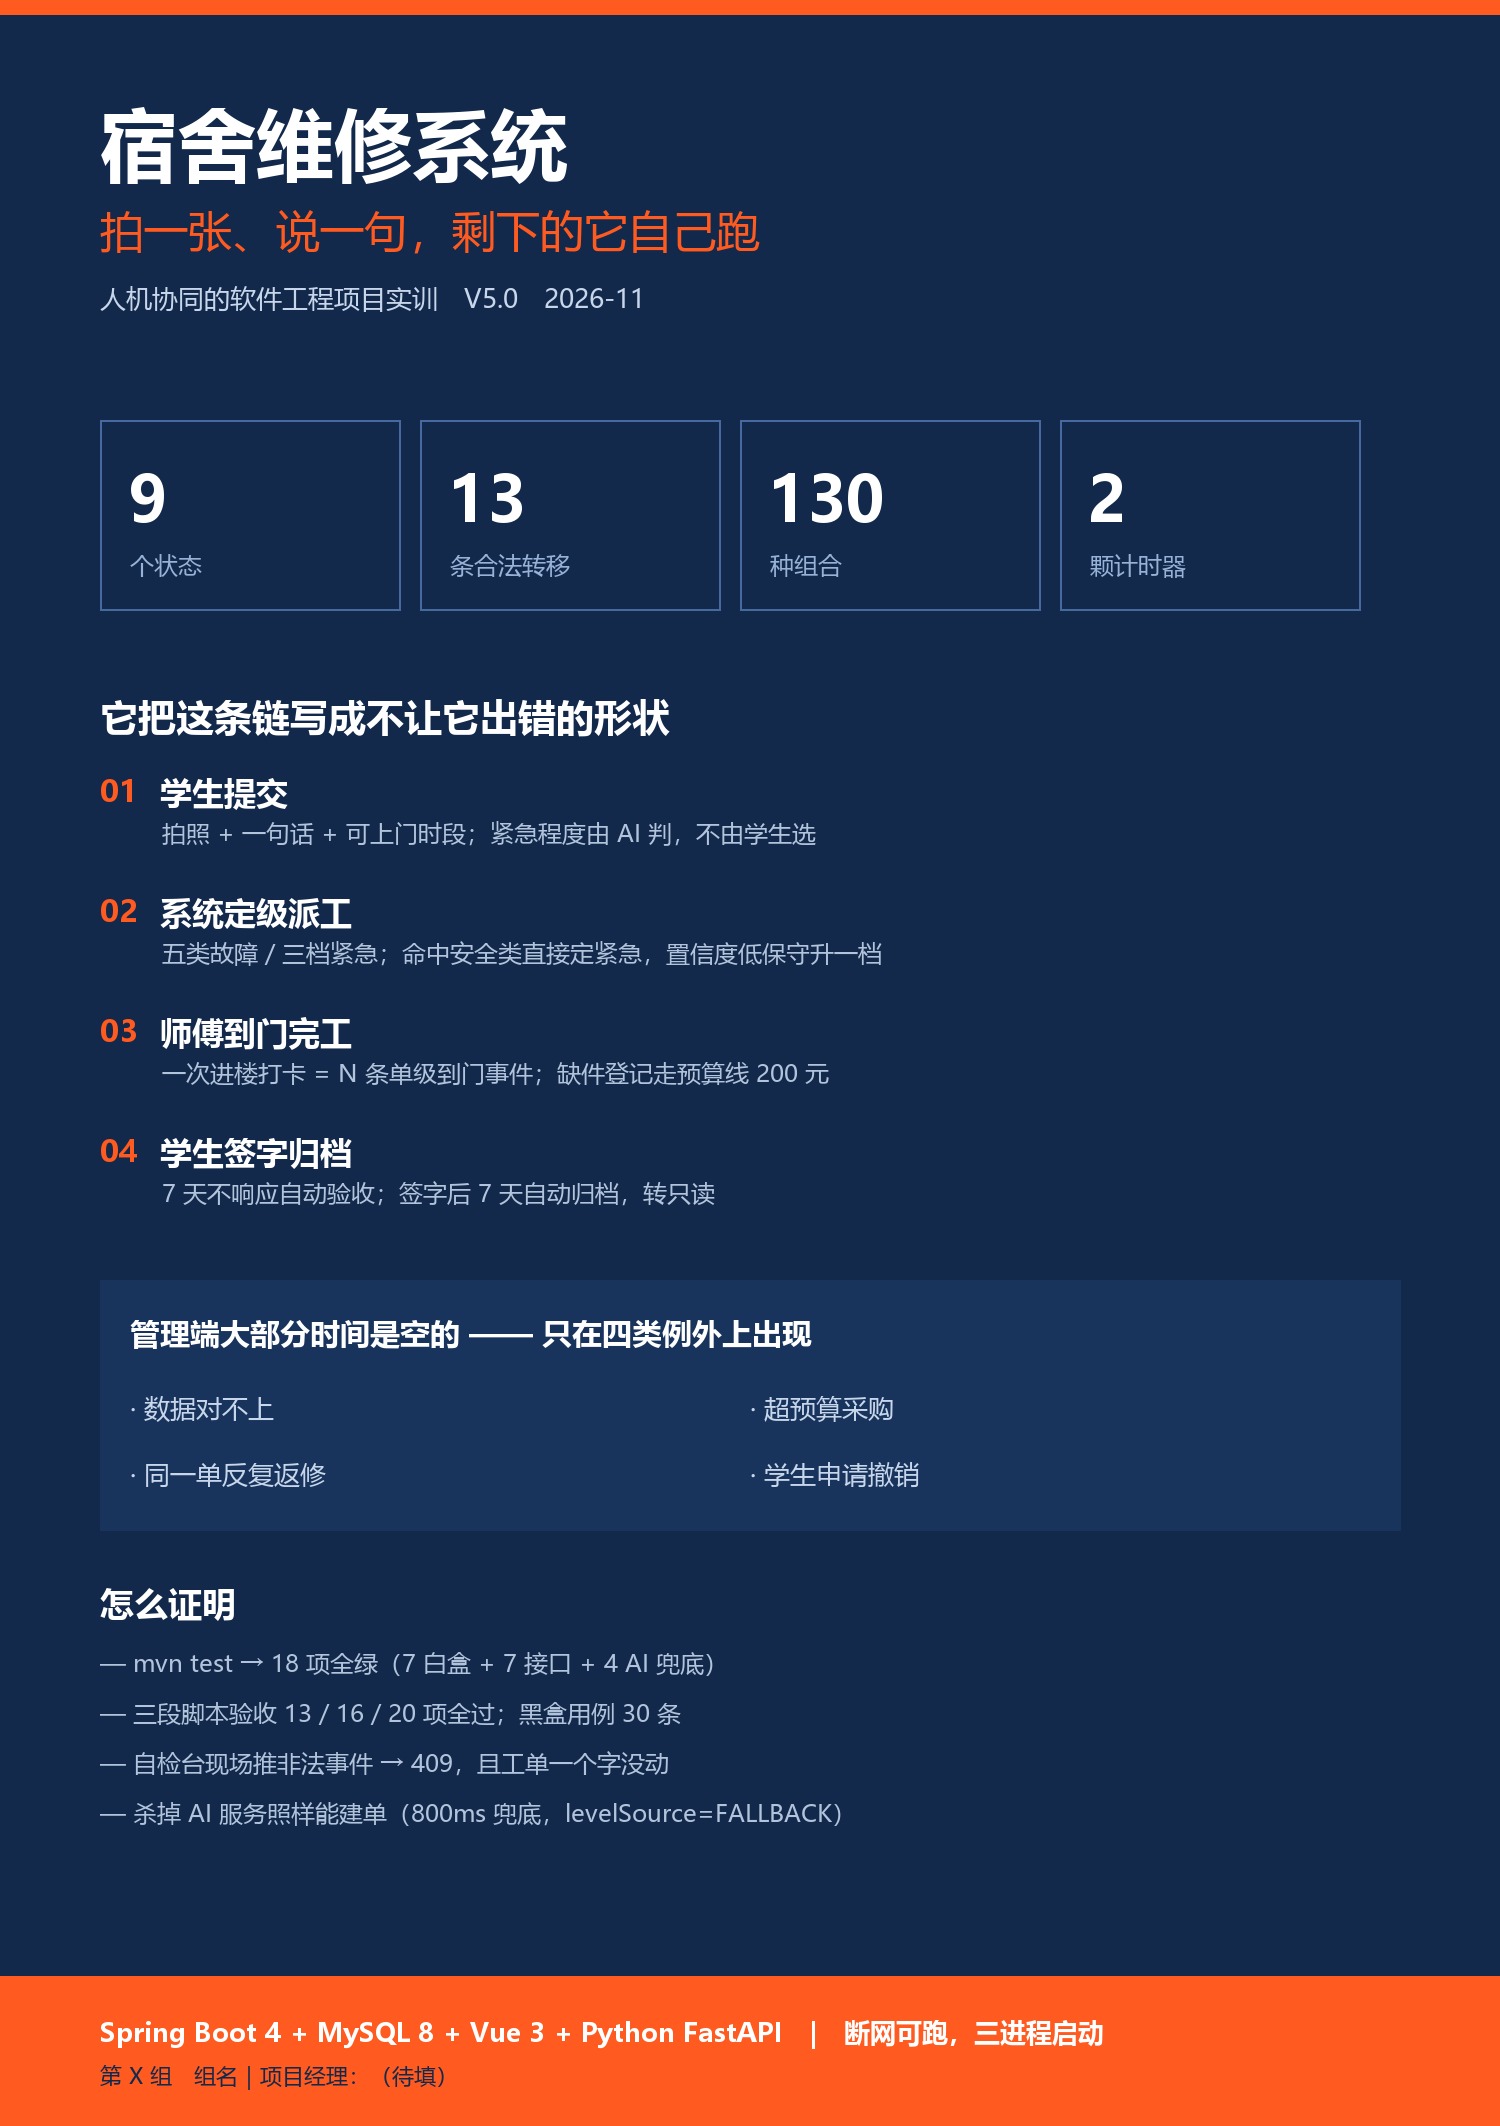 宿舍维修系统
拍一张、说一句，剩下的它自己跑
人机协同的软件工程项目实训 V5.0 2026-11
9
个状态
13
条合法转移
130
种组合
2
颗计时器
它把这条链写成不让它出错的形状
01 学生提交
拍照 + 一句话 + 可上门时段；紧急程度由 AI 判，不由学生选
02 系统定级派工
五类故障 / 三档紧急；命中安全类直接定紧急，置信度低保守升一档
03 师傅到门完工
一次进楼打卡 = N 条单级到门事件；缺件登记走预算线 200 元
04 学生签字归档
7 天不响应自动验收；签字后 7 天自动归档，转只读
管理端大部分时间是空的 —— 只在四类例外上出现
· 数据对不上
· 超预算采购
· 同一单反复返修
· 学生申请撤销
怎么证明
— mvn test → 18 项全绿（7 白盒 + 7 接口 + 4 AI 兜底）
— 三段脚本验收 13 / 16 / 20 项全过；黑盒用例 30 条
— 自检台现场推非法事件 → 409，且工单一个字没动
— 杀掉 AI 服务照样能建单（800ms 兜底，levelSource=FALLBACK）
Spring Boot 4 + MySQL 8 + Vue 3 + Python FastAPI | 断网可跑，三进程启动
第 X 组 组名 | 项目经理：（待填）